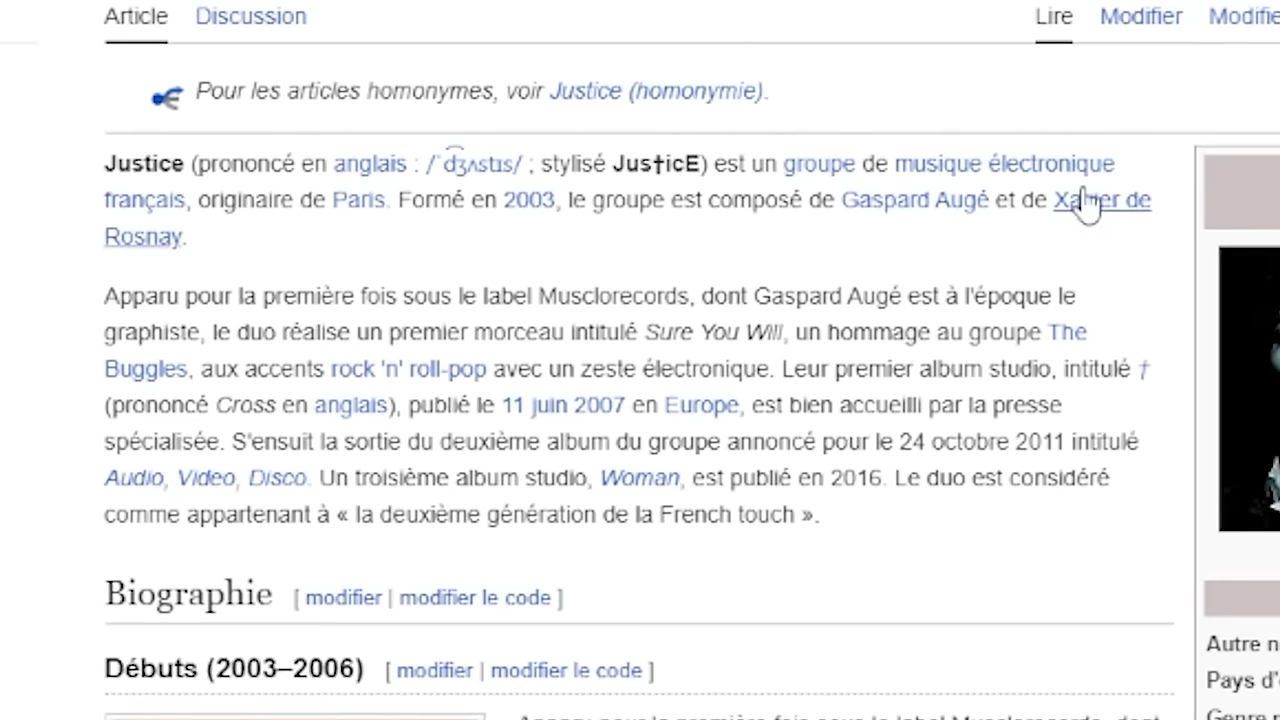 Article Discussion Lire Modifier
Pour les articles homonymes, voir Justice (homonymie).
Justice (prononcé en anglais : /ˈd͡ʒʌstɪs/ ; stylisé Jus†icE) est un groupe de musique électronique
français, originaire de Paris. Formé en 2003, le groupe est composé de Gaspard Augé et de de
Rosnay.
Apparu pour la première fois sous le label Musclorecords, dont Gaspard Augé est à l'époque le
graphiste, le duo réalise un premier morceau intitulé Sure You Will, un hommage au groupe The
Buggles, aux accents rock 'n' roll-pop avec un zeste électronique. Leur premier album studio, intitulé †
(prononcé Cross en anglais), publié le 11 juin 2007 en Europe, est bien accueilli par la presse
spécialisée. S'ensuit la sortie du deuxième album du groupe annoncé pour le 24 octobre 2011 intitulé
Audio, Video, Disco. Un troisième album studio, Woman, est publié en 2016. Le duo est considéré
comme appartenant à « la deuxième génération de la French touch ».
Biographie [ modifier | modifier le code ]
Débuts (2003–2006) [ modifier | modifier le code ]
Autre
Pays